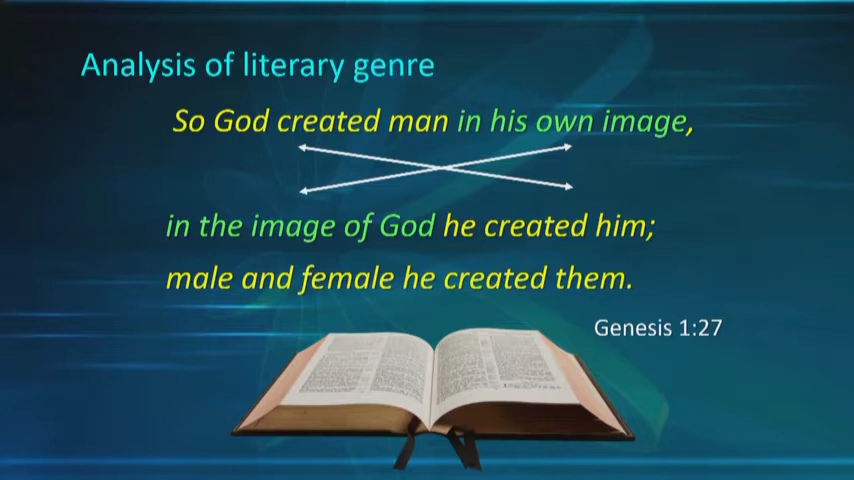 Analysis of literary genre
So God created man in his own image,
in the image of God he created him;
male and female he created them.
Genesis 1:27